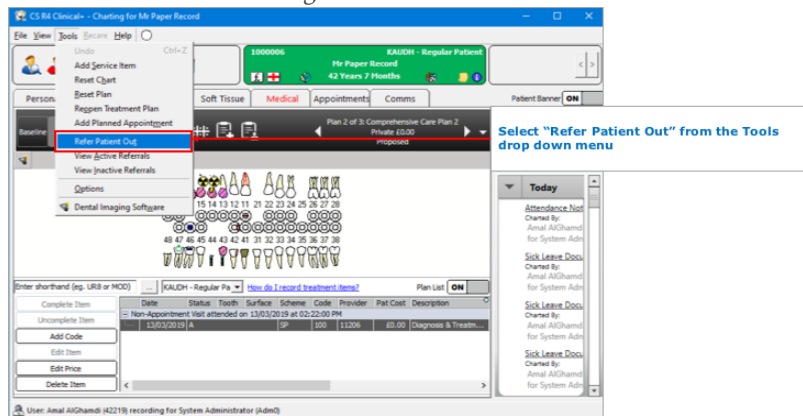 CS R4 Clinical+ - Charting for Mr Paper Record
File View Tools Ecare Help
Undo Ctrl+Z
Add Service Item
Reset Chart
Reset Plan
Reopen Treatment Plan
Add Planned Appointment
Refer Patient Out
View Active Referrals
View Inactive Referrals
Options
Dental Imaging Software
1000006 KAUDH - Regular Patient
Mr Paper Record
42 Years 7 Months
Person Soft Tissue Medical Appointments Comms Patient Banner ON
Baseline
Plan 2 of 3: Comprehensive Care Plan 2
Private £0.00
Proposed
Select “Refer Patient Out” from the Tools
drop down menu
15 14 13 12 11 21 22 23 24 25 26 27 28
48 47 46 45 44 43 42 41 31 32 33 34 35 36 37 38
Today
Attendance Not
Charted By:
Amal AlGhamd
for System Adn
Sick Leave Docu
Charted By:
Amal AlGhamd
for System Adn
Sick Leave Docu
Charted By:
Amal AlGhamd
for System Adn
Sick Leave Docu
Charted By:
Amal AlGhamd
for System Adn
Enter shorthand (eg. UR8 or MOD) ... KAUDH - Regular Pa How do I record treatment items? Plan List ON
Complete Item
Uncomplete Item
Add Code
Edit Item
Edit Price
Delete Item
Date Status Tooth Surface Scheme Code Provider Pat Cost Description
Non-Appointment Visit attended on 13/03/2019 at 02:22:00 PM
13/03/2019 A SP 100 11206 £0.00 Diagnosis & Treatm...
User: Amal AlGhamdi (42219) recording for System Administrator (Adm0)